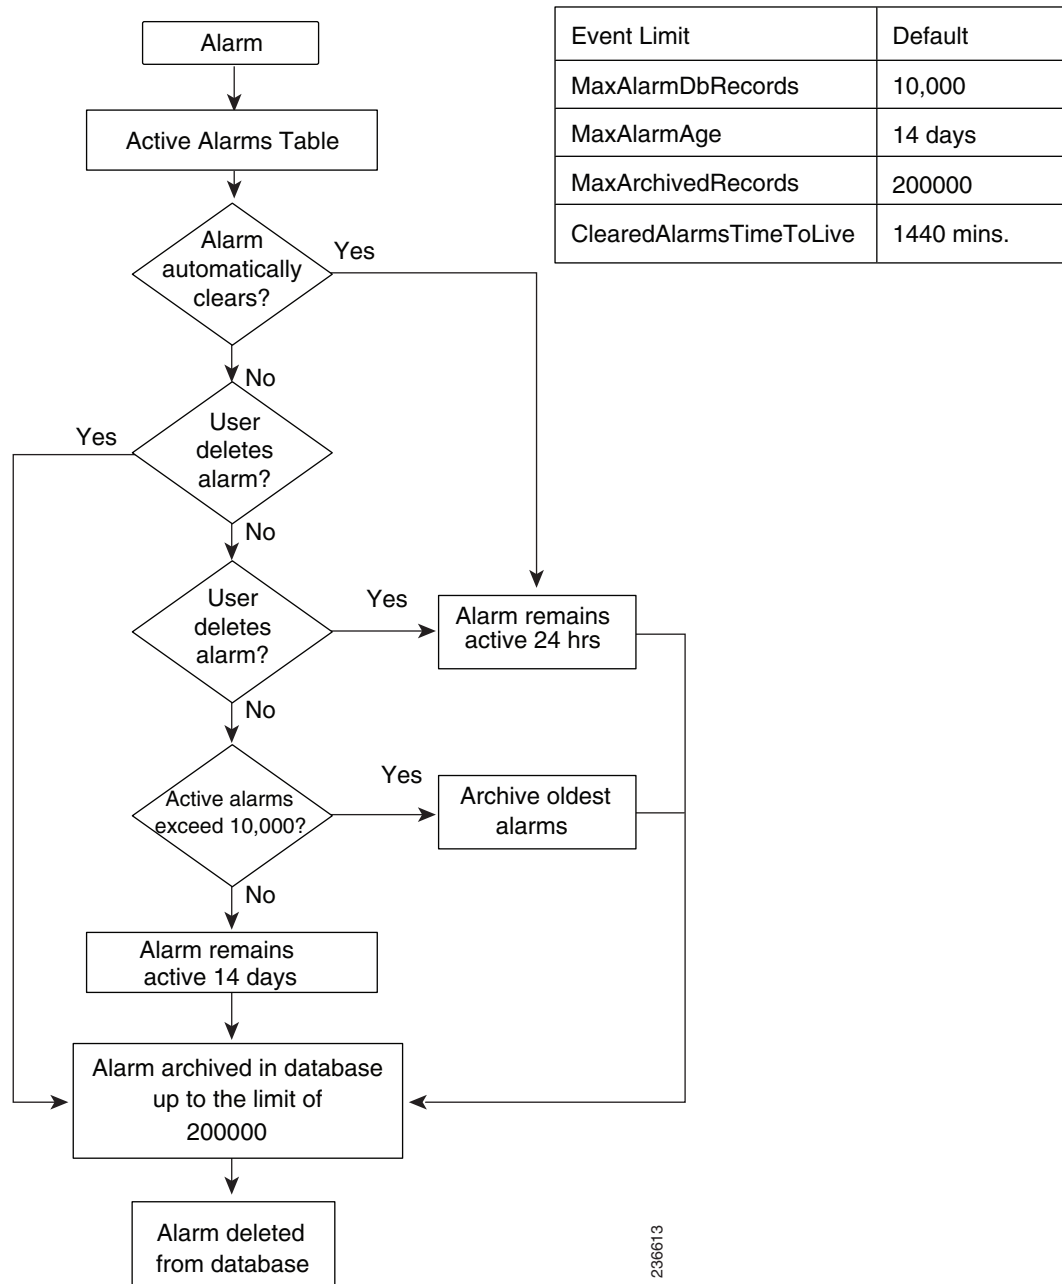 Alarm
Active Alarms Table
Alarm
automatically
clears?
Yes
No
User
deletes
alarm?
Yes
No
User
deletes
alarm?
Yes
Alarm remains
active 24 hrs
No
Active alarms
exceed 10,000?
Yes
Archive oldest
alarms
No
Alarm remains
active 14 days
Alarm archived in database
up to the limit of
200000
Alarm deleted
from database
Event Limit Default
MaxAlarmDbRecords 10,000
MaxAlarmAge 14 days
MaxArchivedRecords 200000
ClearedAlarmsTimeToLive 1440 mins.
236613